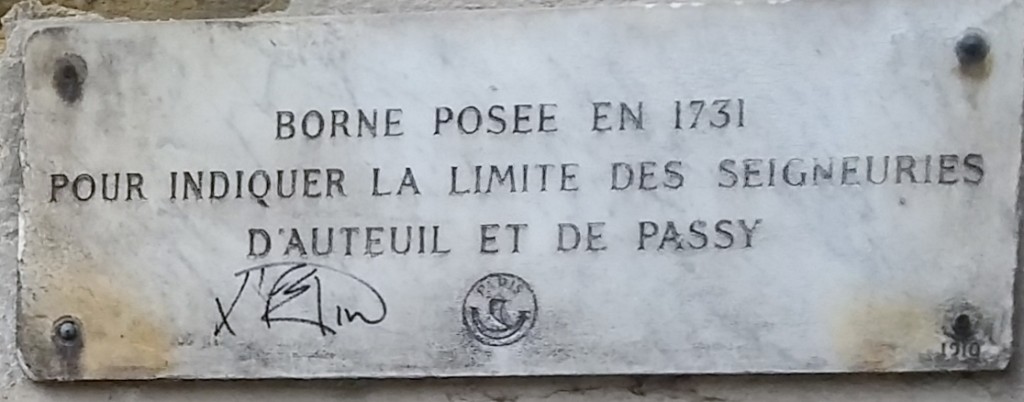 BORNE POSEE EN 1731
POUR INDIQUER LA LIMITE DES SEIGNEURIES
D'AUTEUIL ET DE PASSY
PARIS
1910